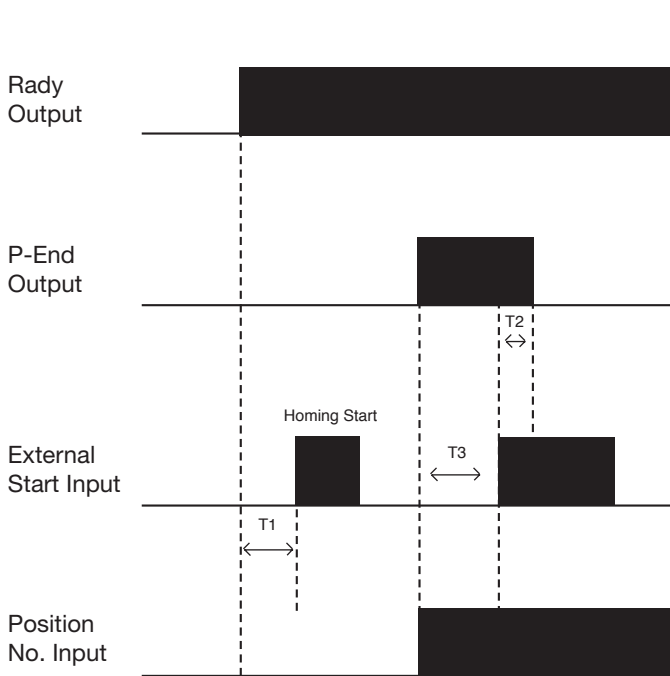 Rady
Output
P-End
Output
T2
Homing Start
External
Start Input
T3
T1
Position
No. Input